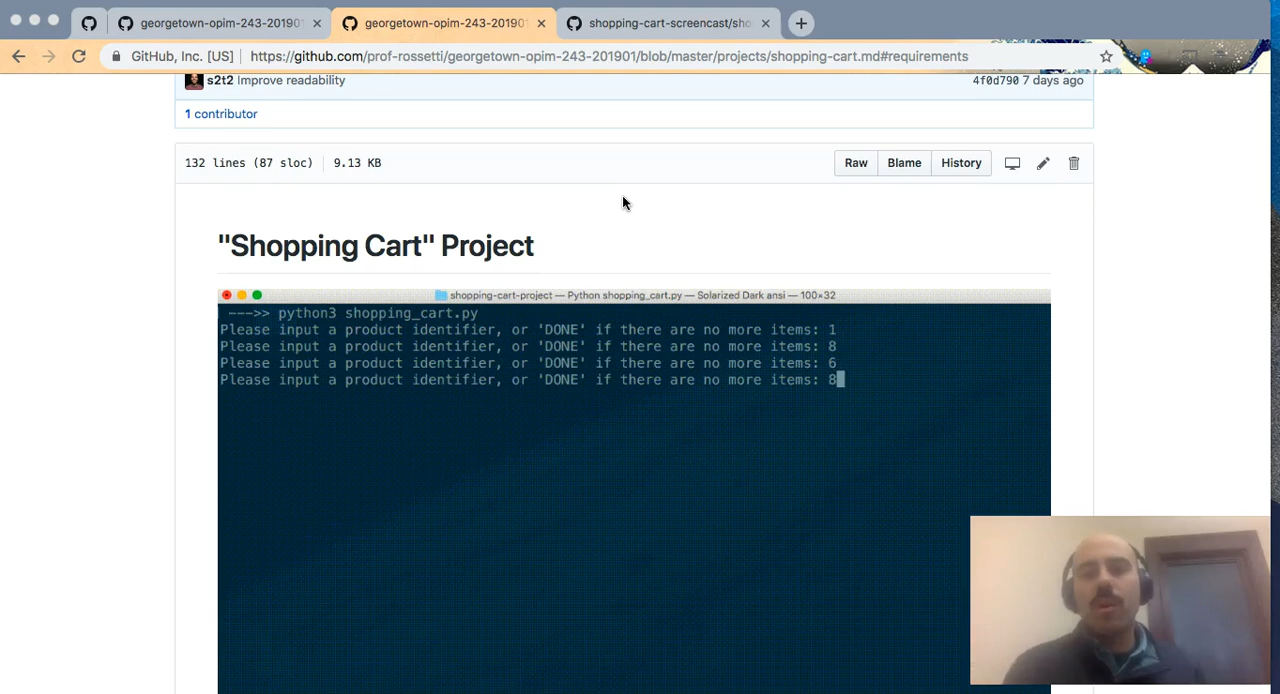 georgetown-opim-243-201901
georgetown-opim-243-201901
shopping-cart-screencast/sho
GitHub, Inc. [US]
https://github.com/prof-rossetti/georgetown-opim-243-201901/blob/master/projects/shopping-cart.md#requirements
s2t2 Improve readability
4f0d790 7 days ago
1 contributor
132 lines (87 sloc)
9.13 KB
Raw
Blame
History
"Shopping Cart" Project
shopping-cart-project — Python shopping_cart.py — Solarized Dark ansi — 100×32
--->> python3 shopping_cart.py
Please input a product identifier, or 'DONE' if there are no more items: 1
Please input a product identifier, or 'DONE' if there are no more items: 8
Please input a product identifier, or 'DONE' if there are no more items: 6
Please input a product identifier, or 'DONE' if there are no more items: 8